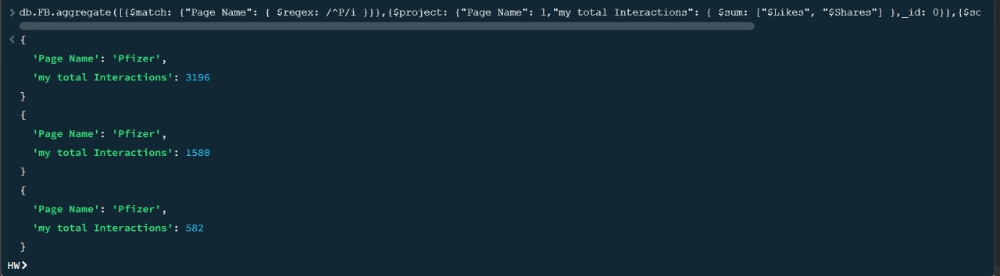 > db.FB.aggregate([{$match: {"Page Name": { $regex: /^P/i }}},{$project: {"Page Name": 1,"my total Interactions": { $sum: ["$Likes", "$Shares"] },_id: 0}},{$sc
< {
'Page Name': 'Pfizer',
'my total Interactions': 3196
}
{
'Page Name': 'Pfizer',
'my total Interactions': 1580
}
{
'Page Name': 'Pfizer',
'my total Interactions': 582
}
HW>